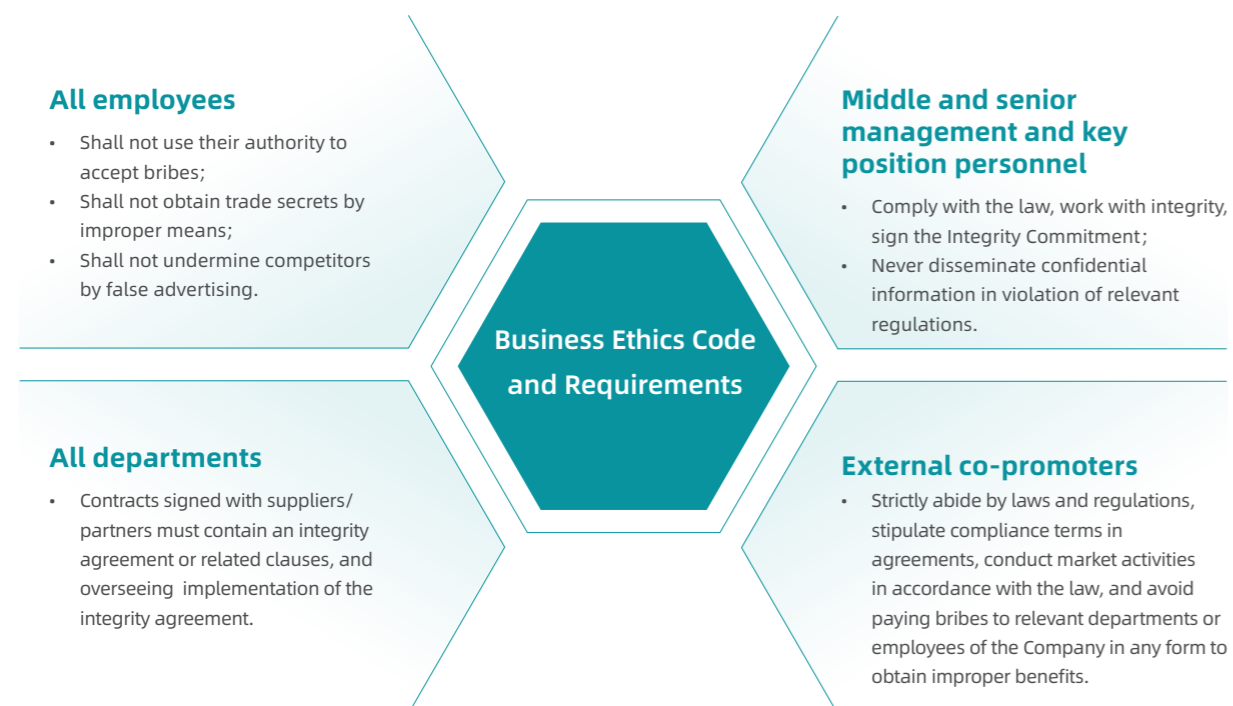 All employees
• Shall not use their authority to
accept bribes;
• Shall not obtain trade secrets by
improper means;
• Shall not undermine competitors
by false advertising.
Middle and senior
management and key
position personnel
• Comply with the law, work with integrity,
sign the Integrity Commitment;
• Never disseminate confidential
information in violation of relevant
regulations.
Business Ethics Code
and Requirements
All departments
• Contracts signed with suppliers/
partners must contain an integrity
agreement or related clauses, and
overseeing  implementation of the
integrity agreement.
External co-promoters
• Strictly abide by laws and regulations,
stipulate compliance terms in
agreements, conduct market activities
in accordance with the law, and avoid
paying bribes to relevant departments or
employees of the Company in any form to
obtain improper benefits.